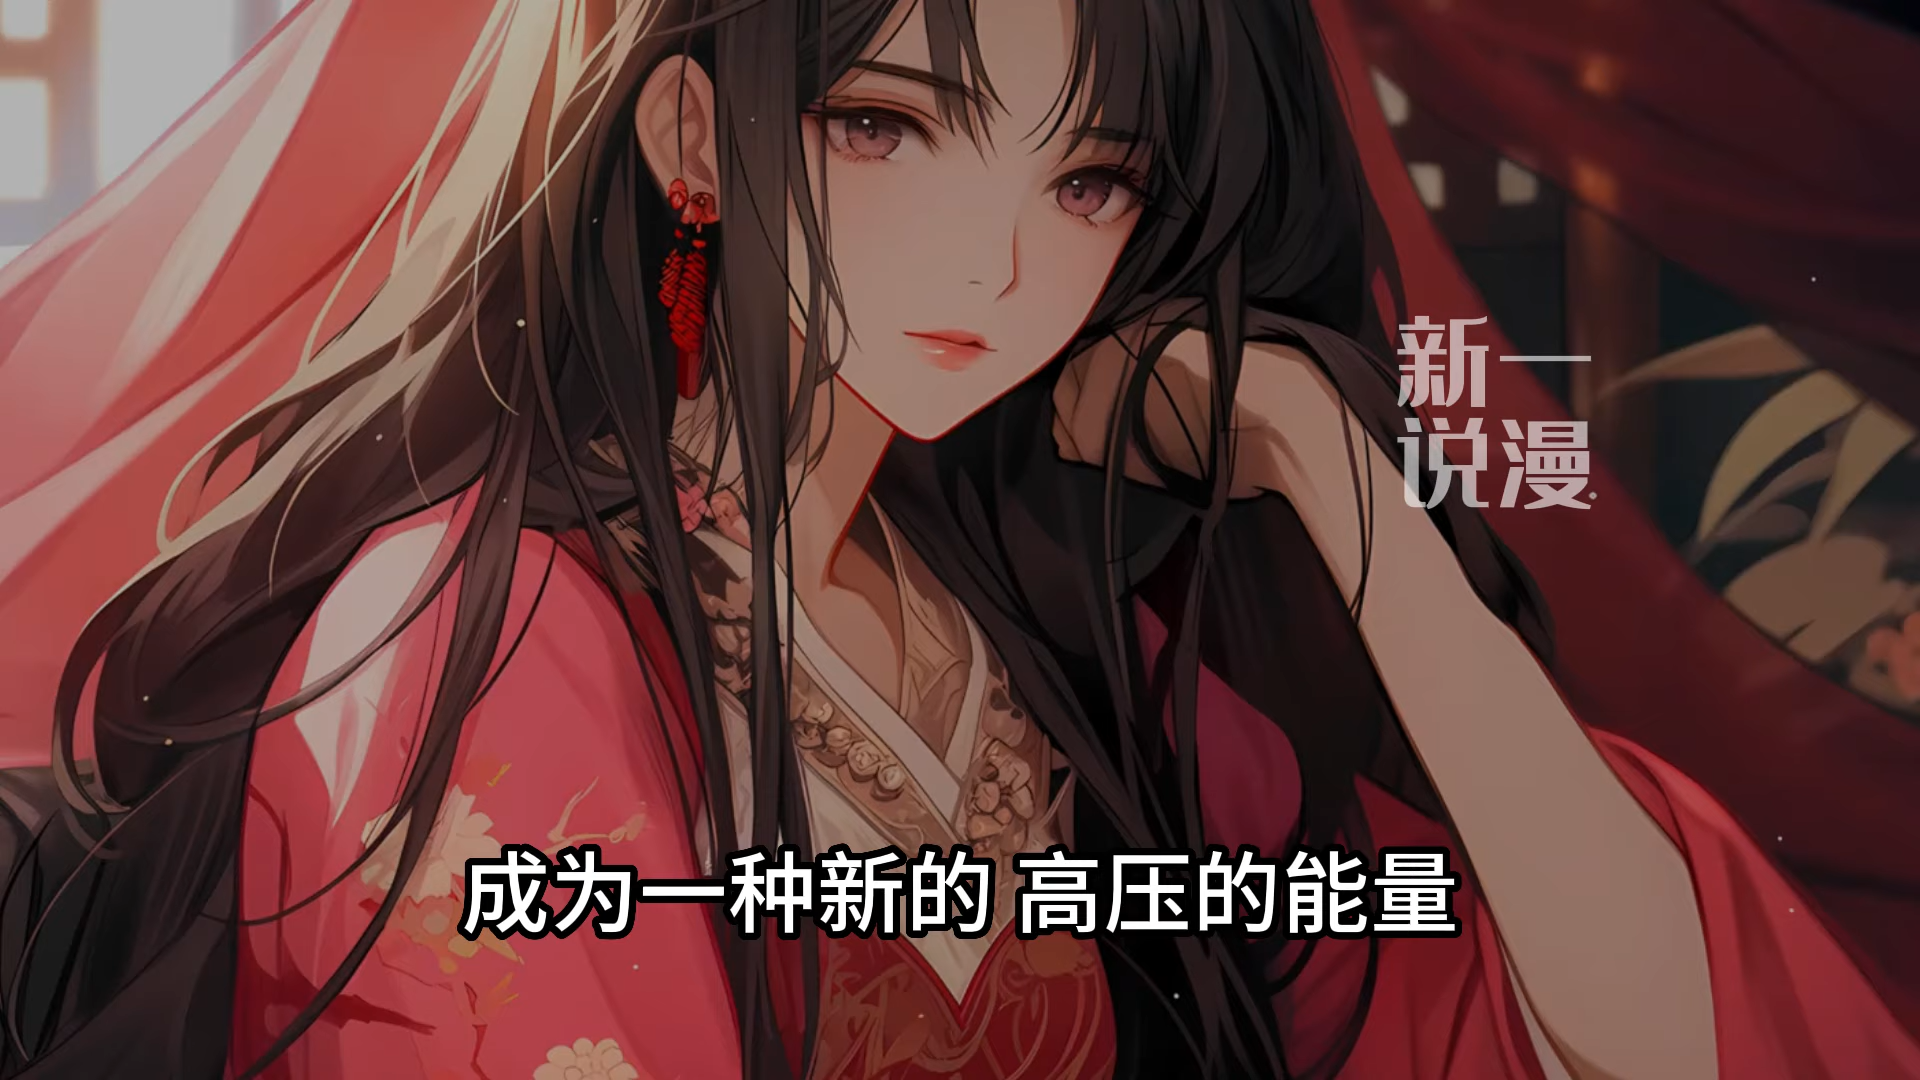 新一
说漫
成为一种新的 高压的能量